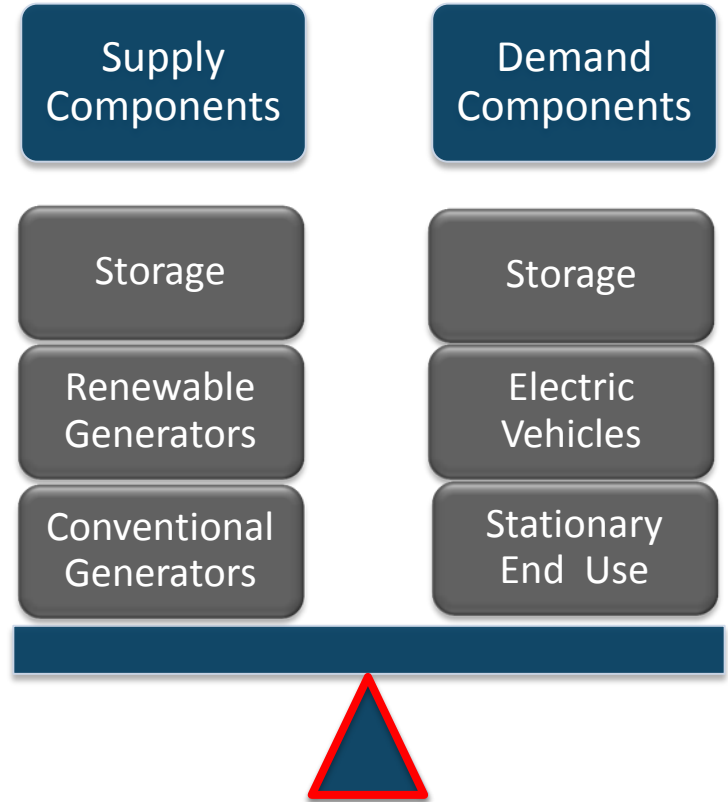 Supply
Components
Demand
Components
Storage
Storage
Renewable
Generators
Electric
Vehicles
Conventional
Generators
Stationary
End Use